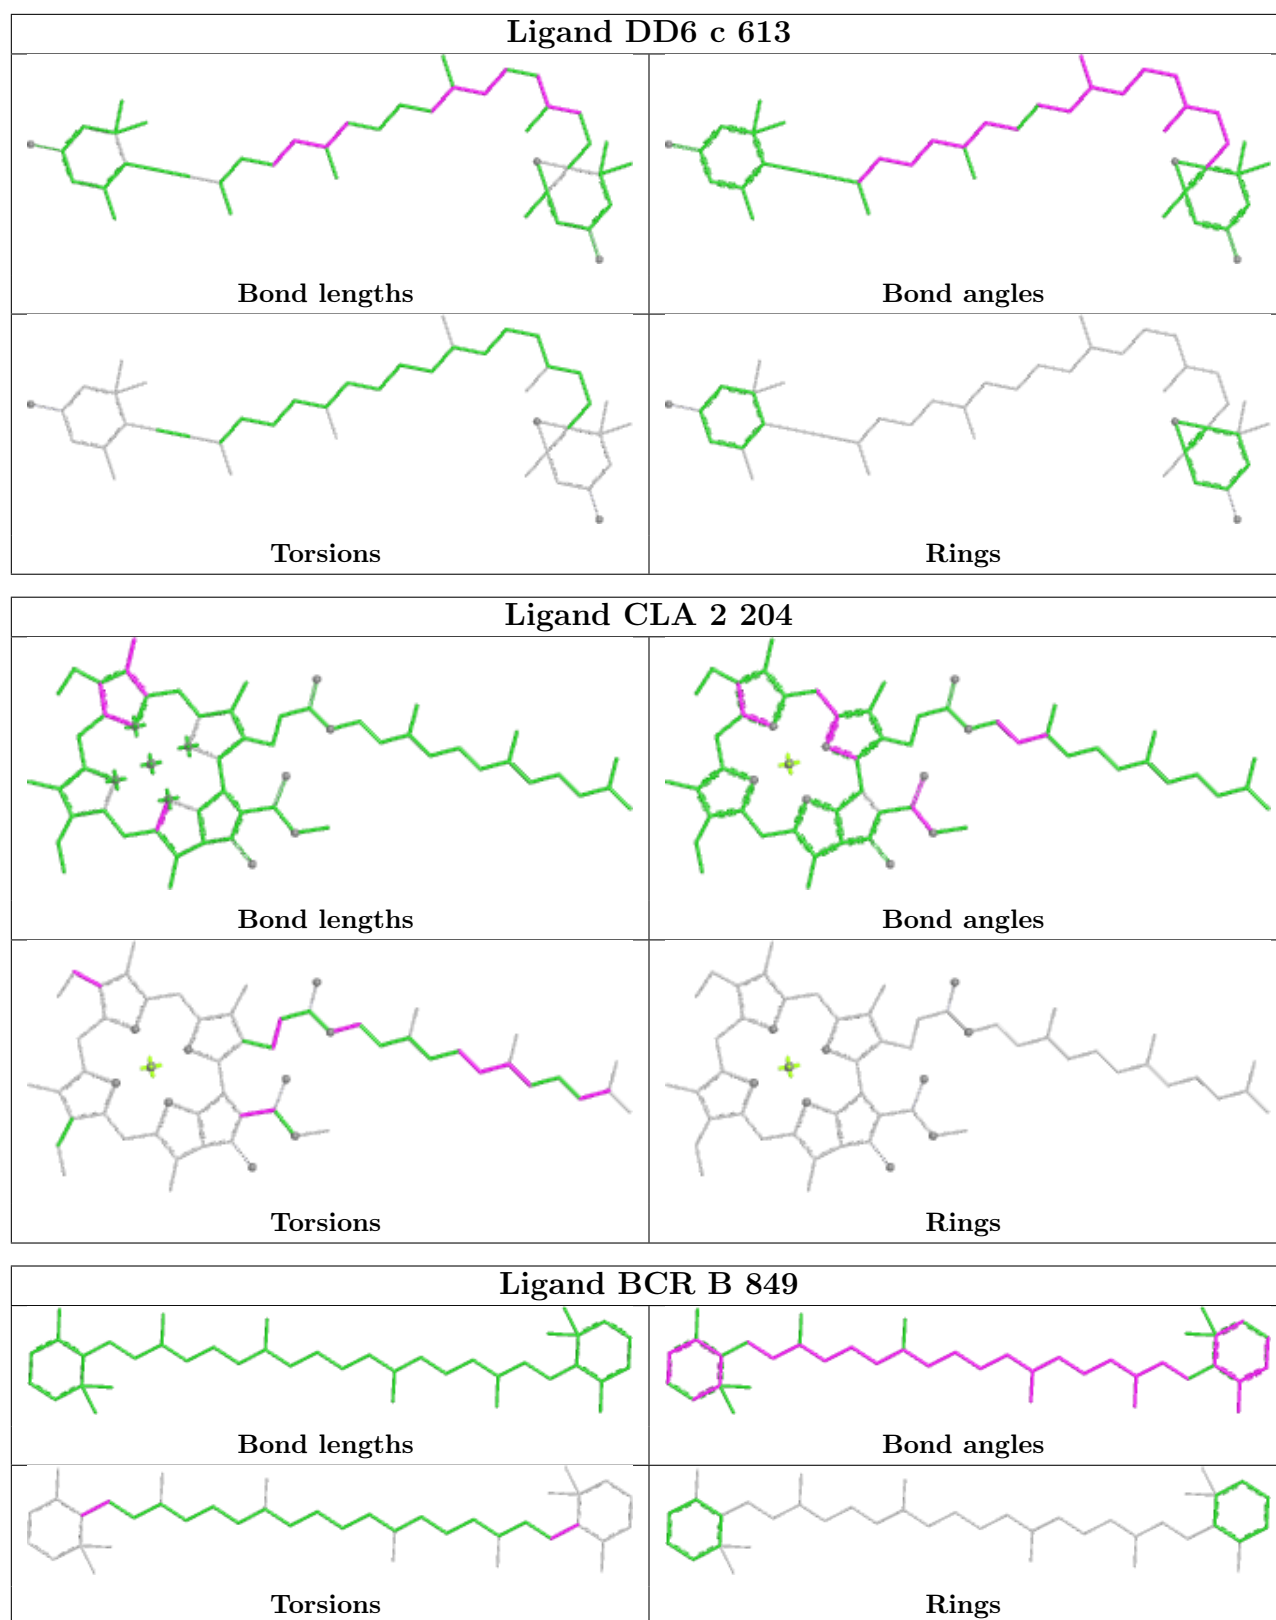 Ligand DD6 c 613
Bond lengths
Bond angles
Torsions
Rings
Ligand CLA 2 204
Bond lengths
Bond angles
Torsions
Rings
Ligand BCR B 849
Bond lengths
Bond angles
Torsions
Rings